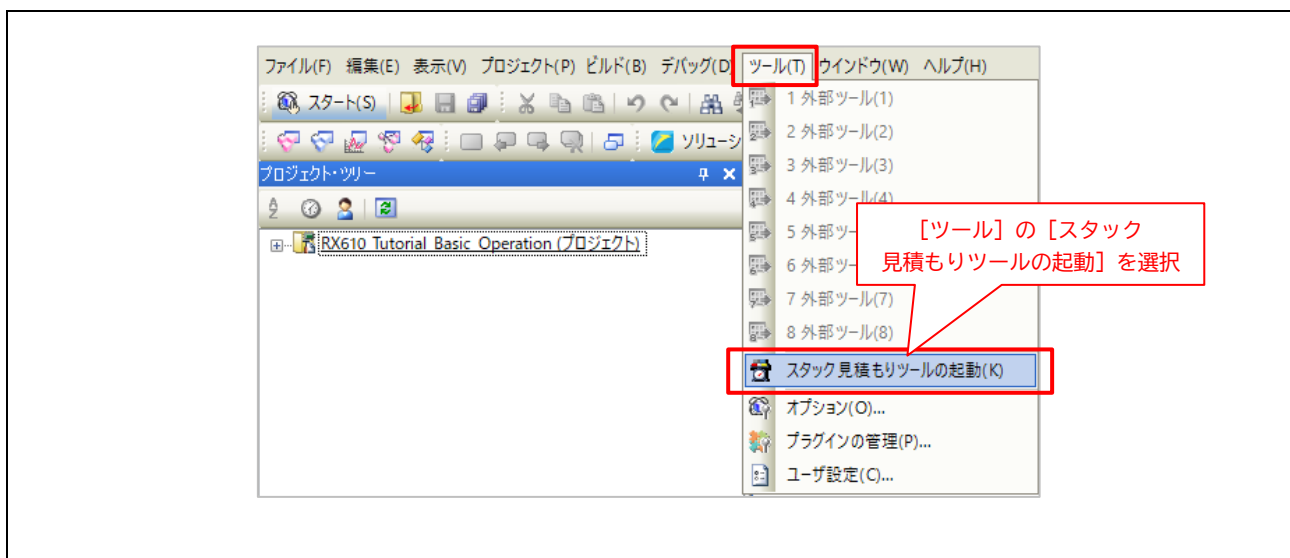 ファイル(F) 編集(E) 表示(V) プロジェクト(P) ビルド(B) デバッグ(D) ツール(T) ウインドウ(W) ヘルプ(H)
スタート(S)
ソリューシ
プロジェクト・ツリー
RX610_Tutorial_Basic_Operation (プロジェクト)
1 外部ツール(1)
2 外部ツール(2)
3 外部ツール(3)
4 外部ツール(4)
5 外部ツー
6 外部ツー
7 外部ツール(7)
8 外部ツール(8)
［ツール］の［スタック
見積もりツールの起動］を選択
スタック見積もりツールの起動(K)
オプション(O)...
プラグインの管理(P)...
ユーザ設定(C)...